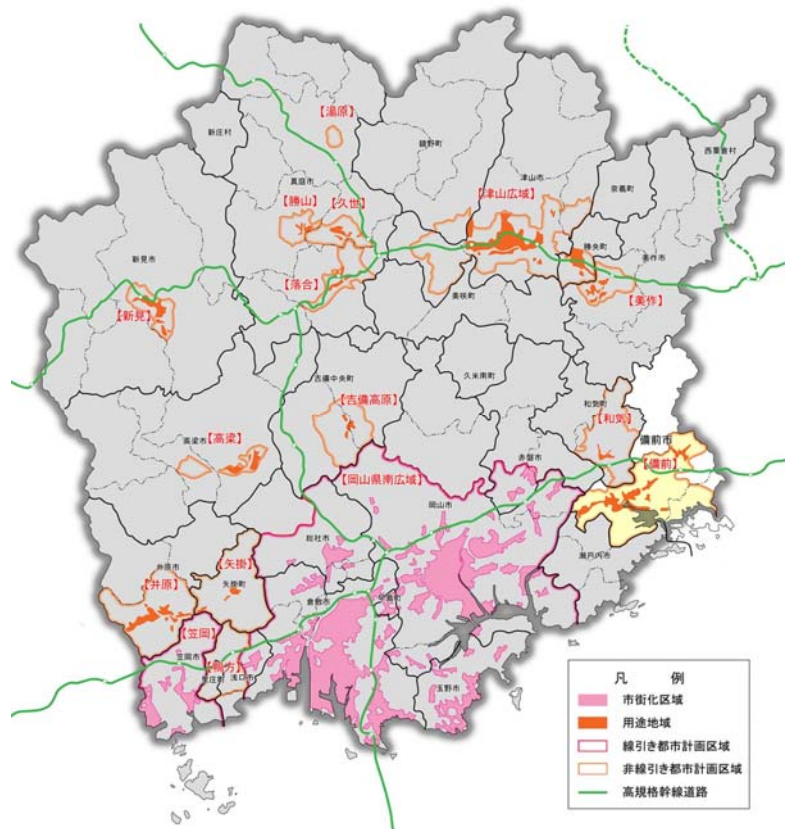 【湯原】
新庄村
鏡野町
西粟倉村
真庭市
津山市
奈義町
【勝山】
【久世】
【津山広域】
新見市
勝央町
美作市
【落合】
美咲町
【美作】
【新見】
吉備中央町
久米南町
【吉備高原】
和気町
【和気】
高梁市
【高梁】
備前市
【備前】
赤磐市
【岡山県南広域】
岡山市
総社市
瀬戸内市
【矢掛】
井原市
【井原】
矢掛町
倉敷市
早島町
【笠岡】
笠岡市
里庄町
浅口市
玉野市
凡 例
市街化区域
用途地域
線引き都市計画区域
非線引き都市計画区域
高規格幹線道路